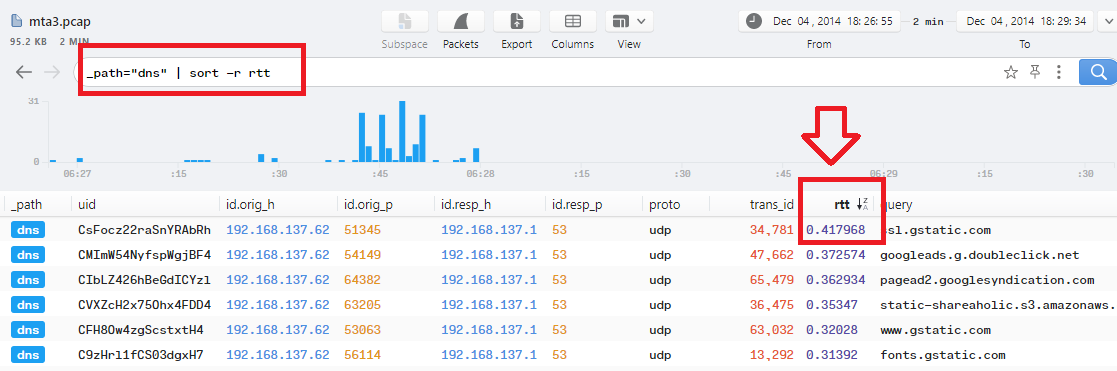 mta3.pcap
95.2 KB 2 MIN
Subspace Packets Export Columns View
Dec 04 , 2014 18:26:55 2 min Dec 04 , 2014 18:29:34
From To
_path="dns" | sort -r rtt
31
0
06:27 :15 :30 :45 06:28 :15 :30 :45 06:29 :15 :30
_path uid id.orig_h id.orig_p id.resp_h id.resp_p proto trans_id rtt query
dns CsFocz22raSnYRAbRh 192.168.137.62 51345 192.168.137.1 53 udp 34,781 0.417968 ssl.gstatic.com
dns CMImW54NyfspWgjBF4 192.168.137.62 54149 192.168.137.1 53 udp 47,662 0.372574 googleads.g.doubleclick.net
dns CIbLZ426hBeGdICYzl 192.168.137.62 64382 192.168.137.1 53 udp 65,479 0.362934 pagead2.googlesyndication.com
dns CVXZcH2x75Ohx4FDD4 192.168.137.62 63205 192.168.137.1 53 udp 36,475 0.35347 static-shareaholic.s3.amazonaws.
dns CFH8Ow4zgScstxtH4 192.168.137.62 53063 192.168.137.1 53 udp 63,032 0.32028 www.gstatic.com
dns C9zHrl1fCS03dgxH7 192.168.137.62 56114 192.168.137.1 53 udp 13,292 0.31392 fonts.gstatic.com